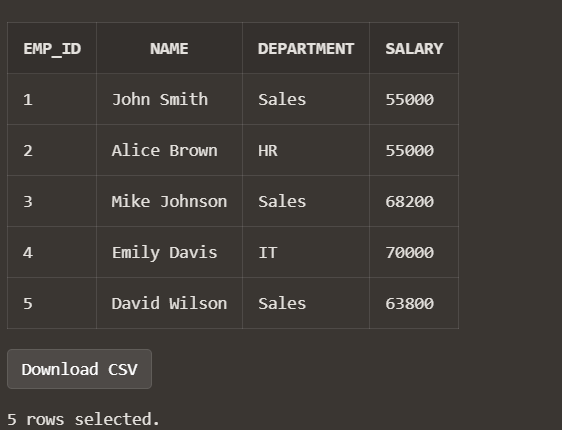 EMP_ID NAME DEPARTMENT SALARY
1 John Smith Sales 55000
2 Alice Brown HR 55000
3 Mike Johnson Sales 68200
4 Emily Davis IT 70000
5 David Wilson Sales 63800
Download CSV
5 rows selected.